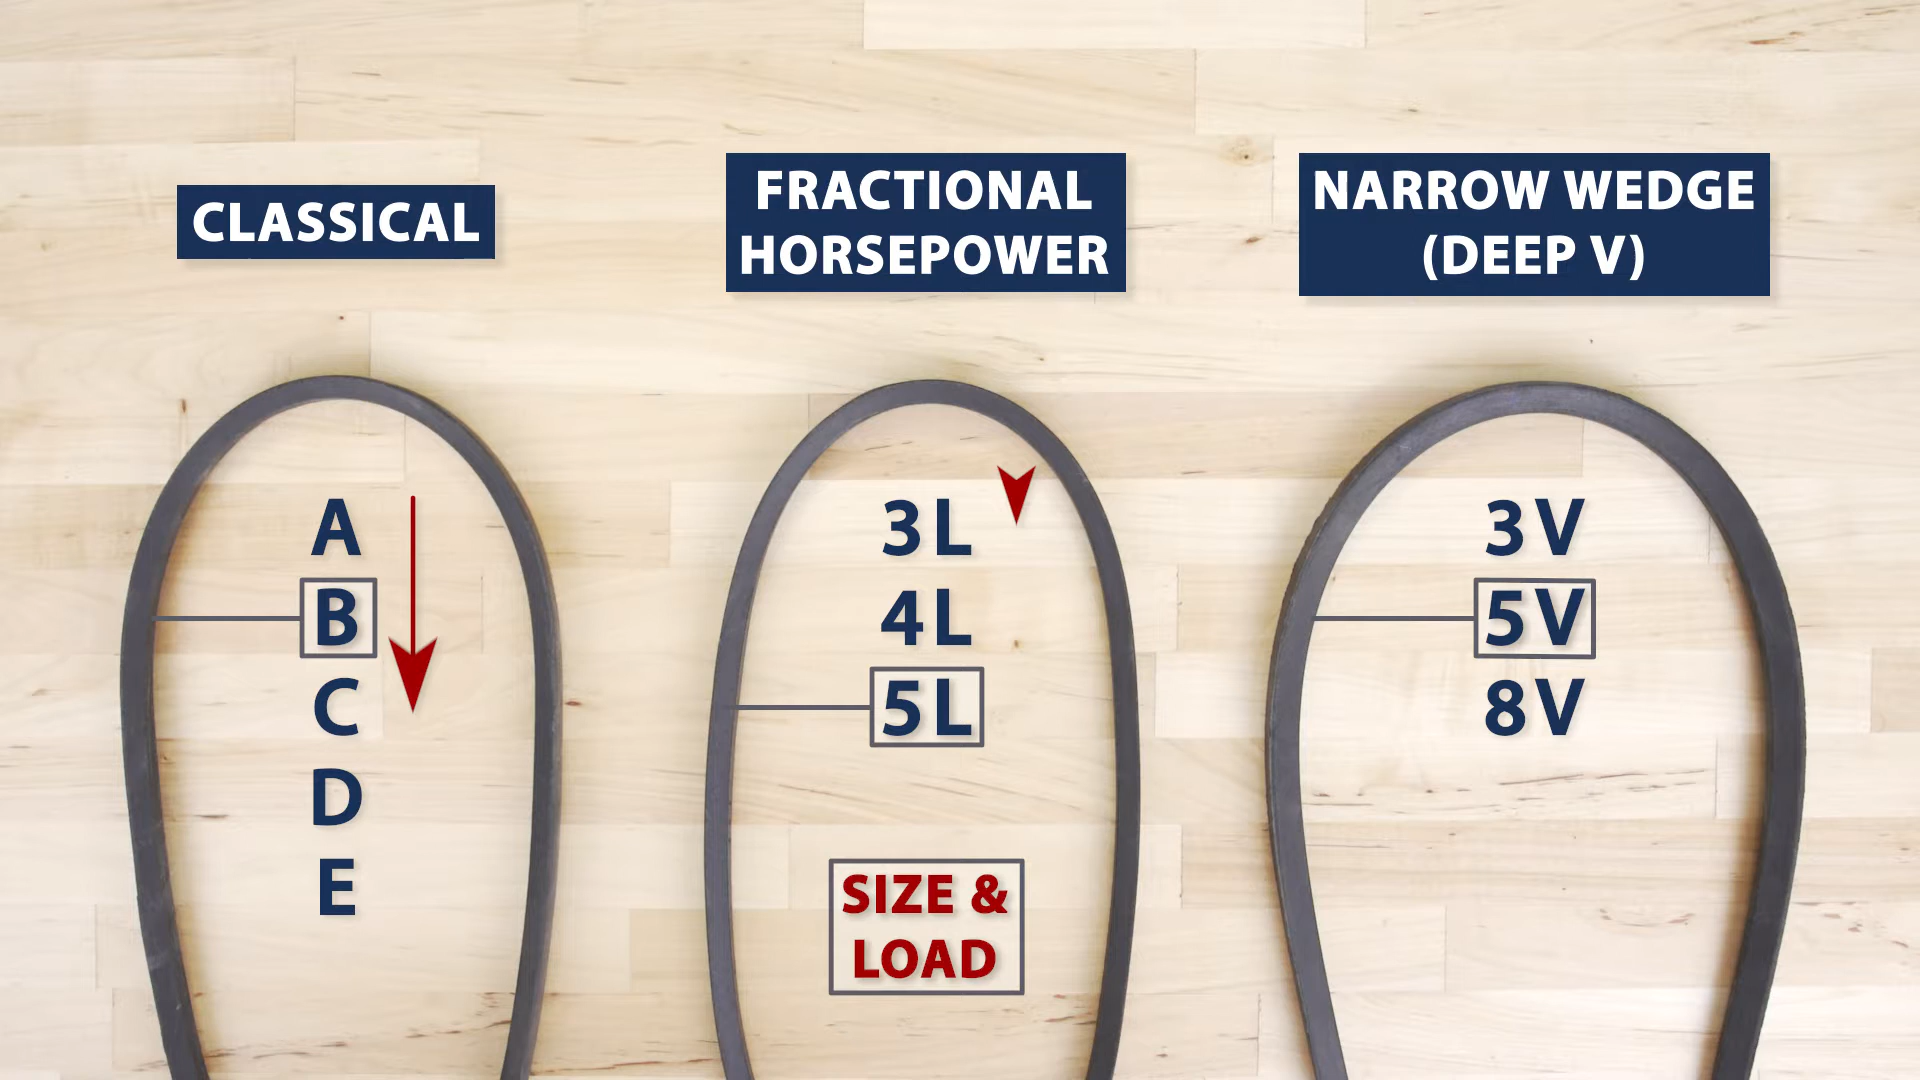 CLASSICAL
A
B
C
D
E
FRACTIONAL
HORSEPOWER
3L
4L
5L
SIZE &
LOAD
NARROW WEDGE
(DEEP V)
3V
5V
8V